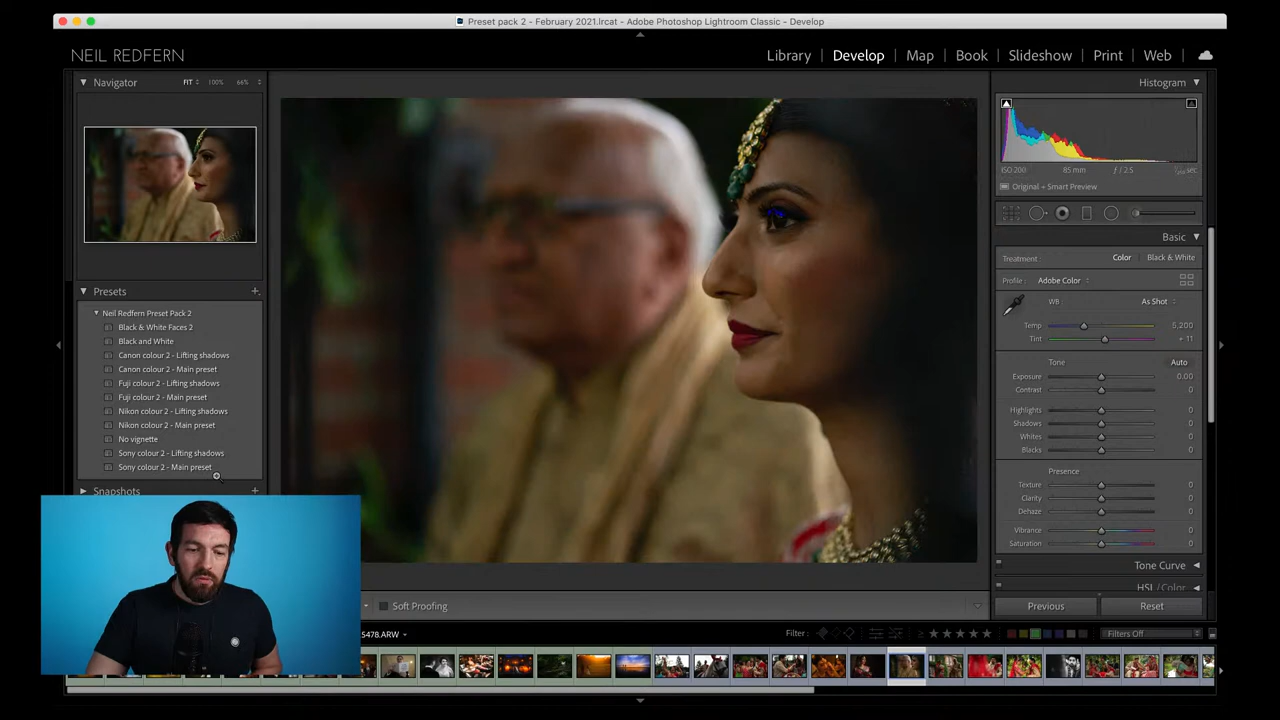 Preset pack 2 - February 2021.lrcat - Adobe Photoshop Lightroom Classic - Develop
NEIL REDFERN
Library | Develop | Map | Book | Slideshow | Print | Web
Navigator FIT 100% 66%
Histogram
ISO 200 85 mm ƒ / 2.5
Original + Smart Preview
Basic
Treatment: Color Black & White
Profile: Adobe Color
WB: As Shot
Temp 5,200
Tint + 11
Tone Auto
Exposure 0.00
Contrast 0
Highlights 0
Shadows 0
Whites 0
Blacks 0
Presence
Texture 0
Clarity 0
Dehaze 0
Vibrance 0
Saturation 0
Tone Curve
HSL / Color
Previous Reset
Presets +
Neil Redfern Preset Pack 2
Black & White Faces 2
Black and White
Canon colour 2 - Lifting shadows
Canon colour 2 - Main preset
Fuji colour 2 - Lifting shadows
Fuji colour 2 - Main preset
Nikon colour 2 - Lifting shadows
Nikon colour 2 - Main preset
No vignette
Sony colour 2 - Lifting shadows
Sony colour 2 - Main preset
Snapshots +
Soft Proofing
5478.ARW
Filter: ≥ ★★★★★ Filters Off